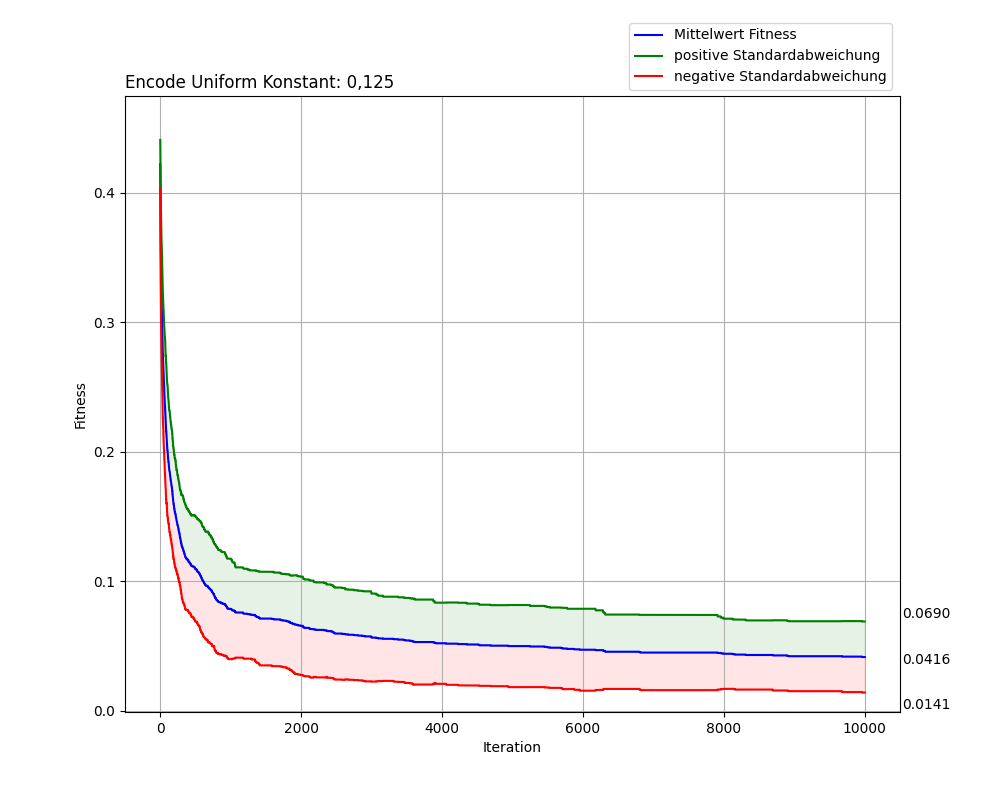 Mittelwert Fitness
positive Standardabweichung
negative Standardabweichung
Encode Uniform Konstant: 0,125
Fitness
0.4
0.3
0.2
0.1
0.0
0.0690
0.0416
0.0141
0 2000 4000 6000 8000 10000
Iteration